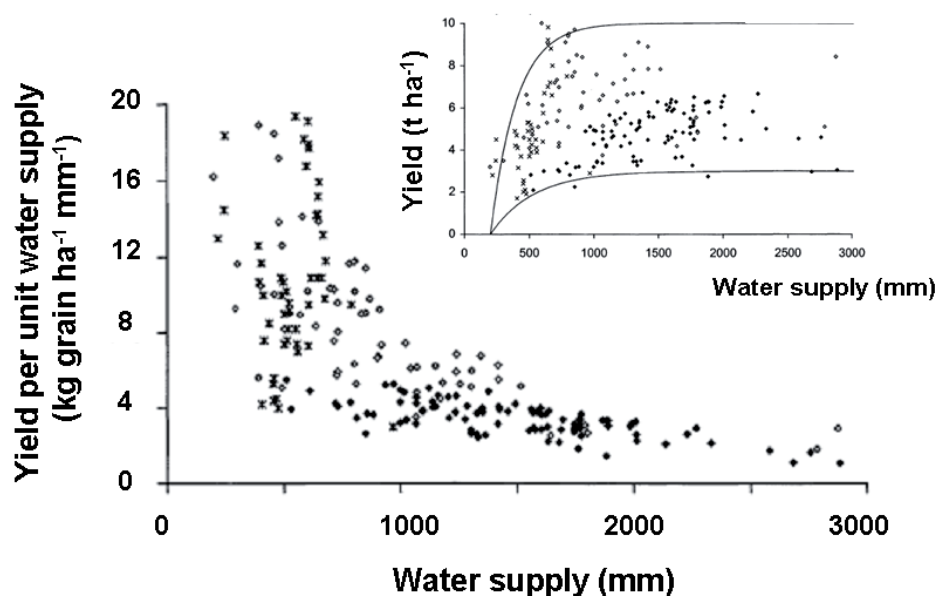 10
8
6
4
2
0
Yield (t ha⁻¹)
0 500 1000 1500 2000 2500 3000
Water supply (mm)
20
16
12
8
4
0
Yield per unit water supply
(kg grain ha⁻¹ mm⁻¹)
0 1000 2000 3000
Water supply (mm)